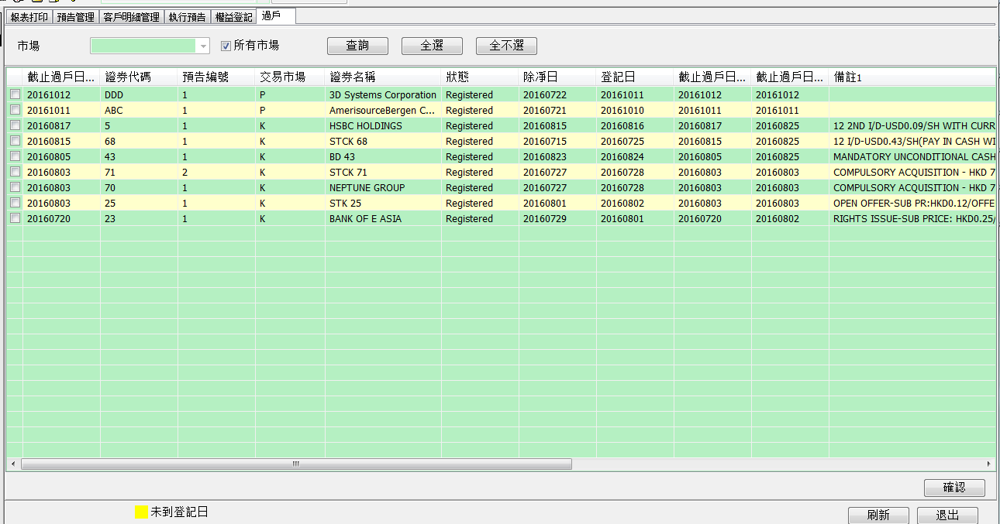 報表打印 預告管理 客戶明細管理 執行預告 權益登記 過戶
市場 所有市場 查詢 全選 全不選
截止過戶日... 證券代碼 預告編號 交易市場 證券名稱 狀態 除淨日 登記日 截止過戶日... 截止過戶日... 備註1
20161012 DDD 1 P 3D Systems Corporation Registered 20160722 20161011 20161012 20161012
20161011 ABC 1 P AmerisourceBergen C... Registered 20160721 20161010 20161011 20161011
20160817 5 1 K HSBC HOLDINGS Registered 20160815 20160816 20160817 20160825 12 2ND I/D-USD0.09/SH WITH CURR
20160815 68 1 K STCK 68 Registered 20160715 20160725 20160815 20160825 12 I/D-USD0.43/SH(PAY IN CASH WI
20160805 43 1 K BD 43 Registered 20160823 20160824 20160805 20160825 MANDATORY UNCONDITIONAL CASH
20160803 71 2 K STCK 71 Registered 20160727 20160728 20160803 20160803 COMPULSORY ACQUISITION - HKD 7
20160803 70 1 K NEPTUNE GROUP Registered 20160727 20160728 20160803 20160803 COMPULSORY ACQUISITION - HKD 7
20160803 25 1 K STK 25 Registered 20160801 20160802 20160803 20160803 OPEN OFFER-SUB PR:HKD0.12/OFFE
20160720 23 1 K BANK OF E ASIA Registered 20160729 20160801 20160720 20160802 RIGHTS ISSUE-SUB PRICE: HKD0.25/
確認
未到登記日 刷新 退出